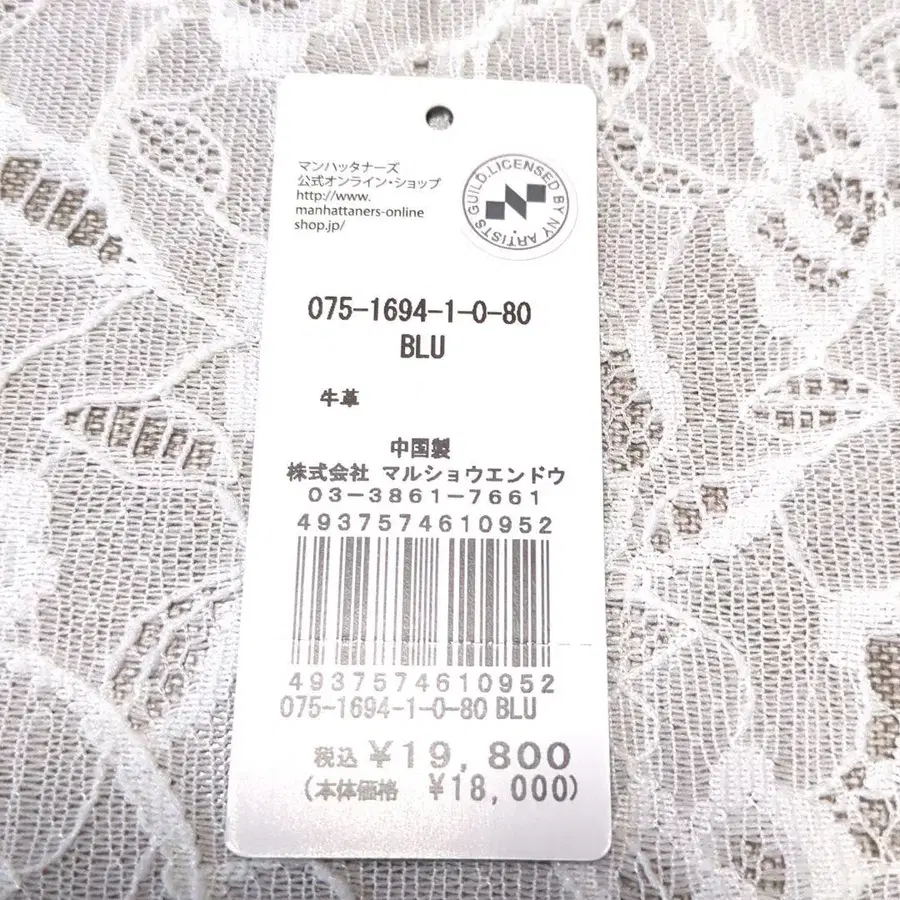 マンハッタナーズ
公式オンライン・ショップ
http://www.
manhattaners-online
shop.jp/
GUILD.LICENSED BY NY ARTISTS
075-1694-1-0-80
BLU
牛革
中国製
株式会社 マルショウエンドウ
03-3861-7661
4937574610952
4937574610952
075-1694-1-0-80 BLU
税込 ¥19,800
(本体価格 ¥18,000)